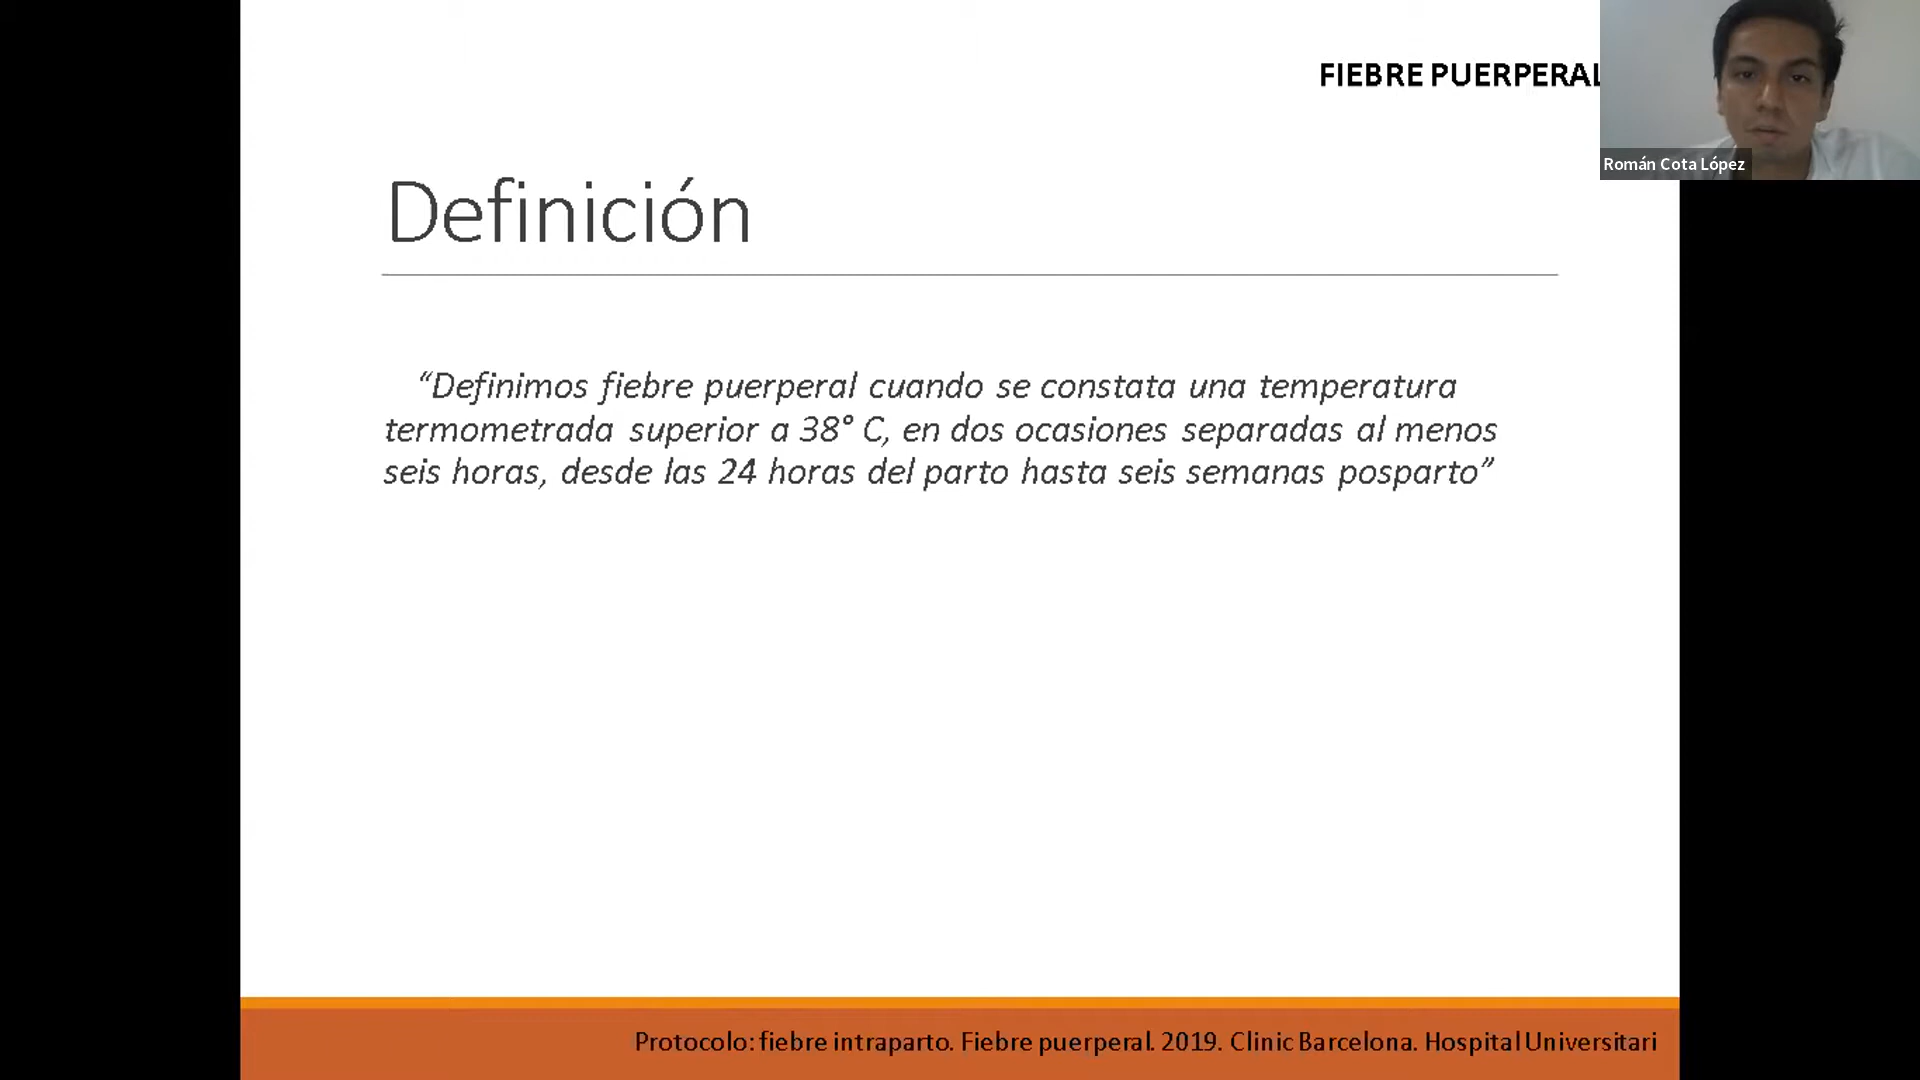 FIEBRE PUERPERAL
Román Cota López
Definición
“Definimos fiebre puerperal cuando se constata una temperatura
termometrada superior a 38° C, en dos ocasiones separadas al menos
seis horas, desde las 24 horas del parto hasta seis semanas posparto”
Protocolo: fiebre intraparto. Fiebre puerperal. 2019. Clinic Barcelona. Hospital Universitari